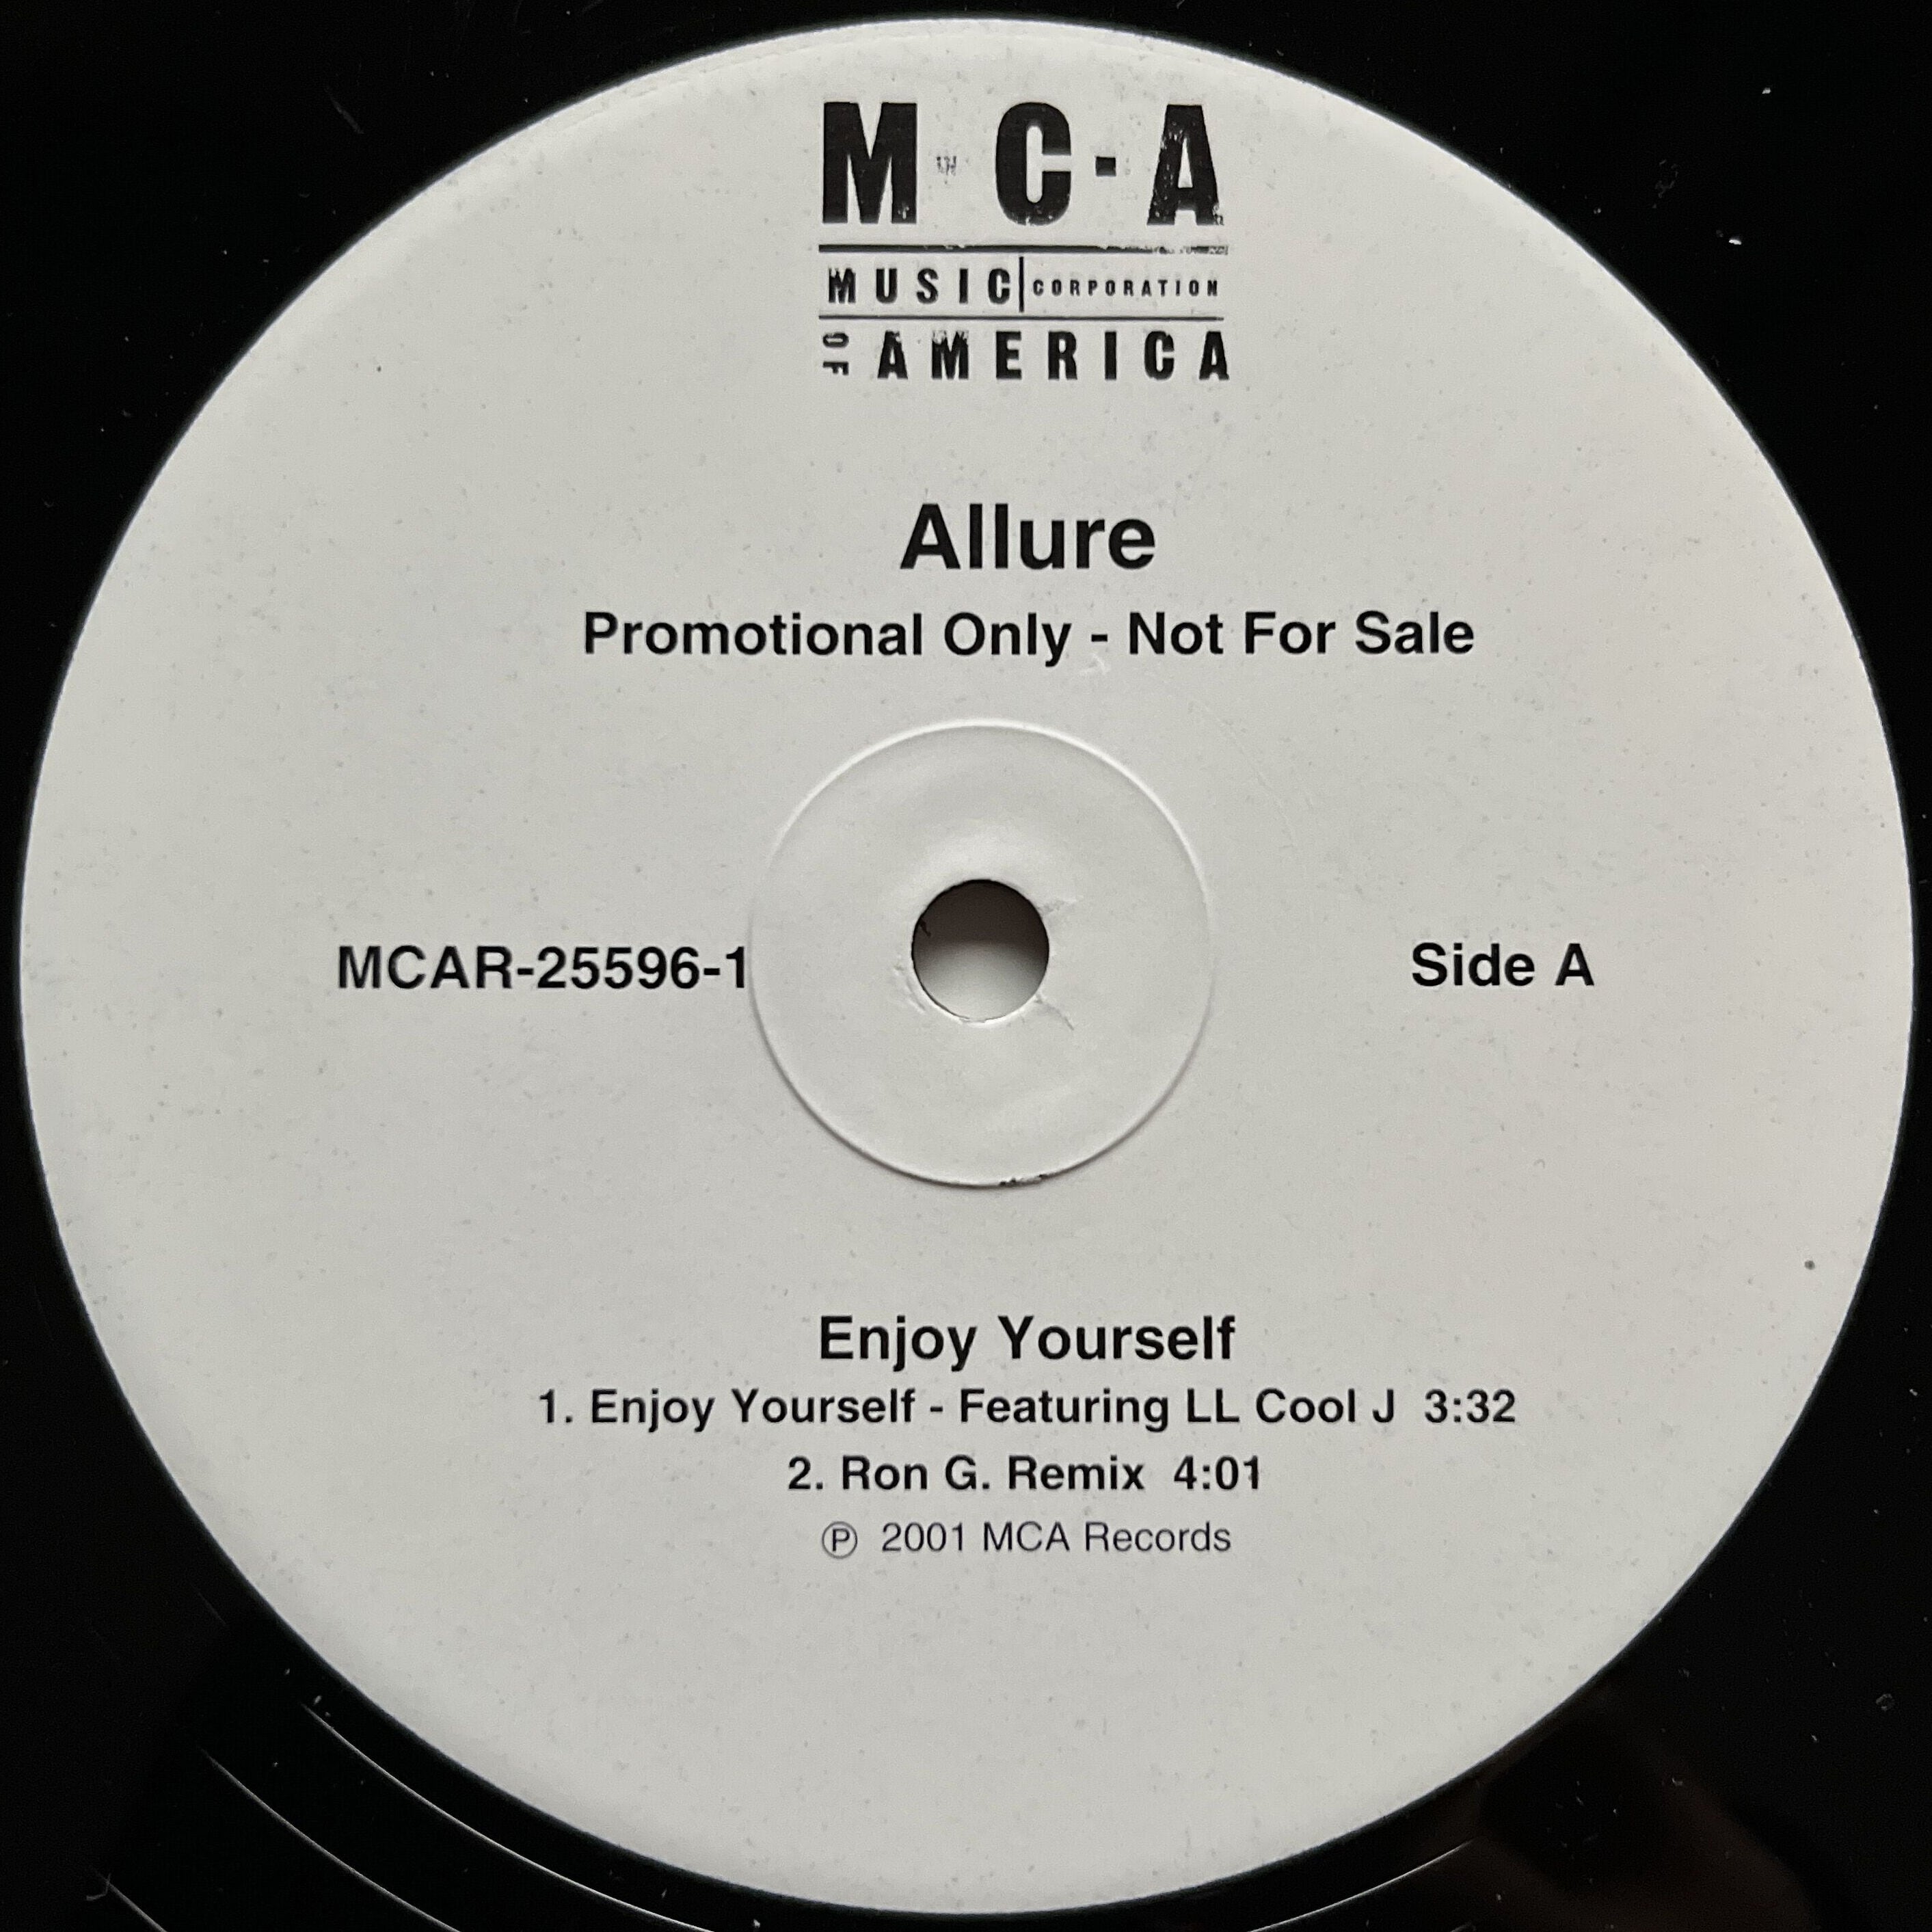 M C·A
MUSIC CORPORATION
OF AMERICA
Allure
Promotional Only - Not For Sale
MCAR-25596-1
Side A
Enjoy Yourself
1. Enjoy Yourself - Featuring LL Cool J 3:32
2. Ron G. Remix 4:01
℗ 2001 MCA Records